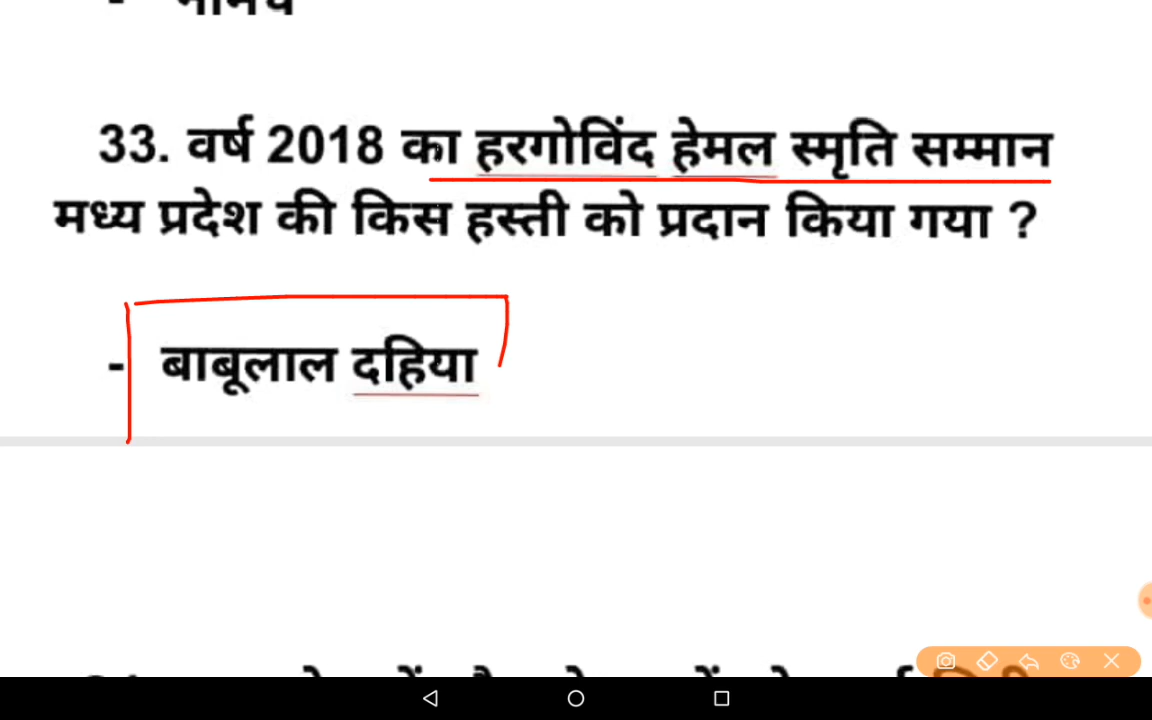 33. वर्ष 2018 का हरगोविंद हेमल स्मृति सम्मान
मध्य प्रदेश की किस हस्ती को प्रदान किया गया ?
- बाबूलाल दहिया